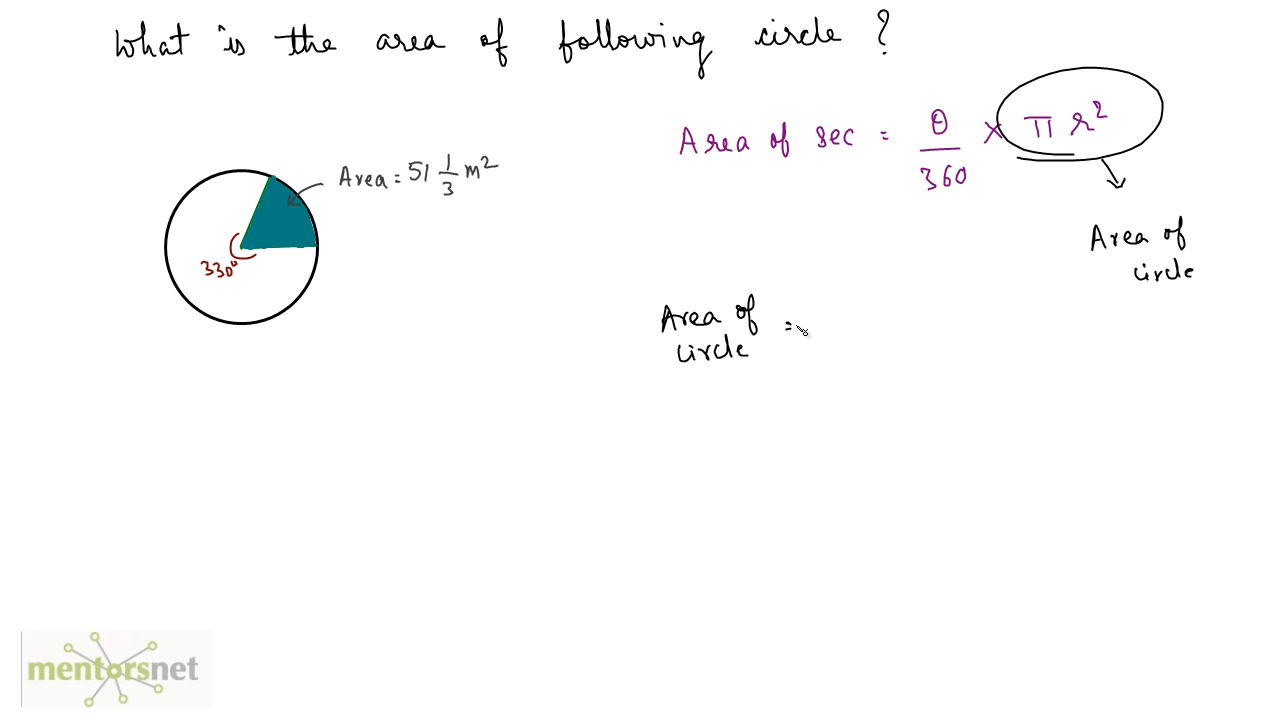 What is the area of following circle ?
Area of sec = θ/360 × π r²
Area = 51 1/3 m²
330°
Area of
circle
Area of
circle =
mentorsnet